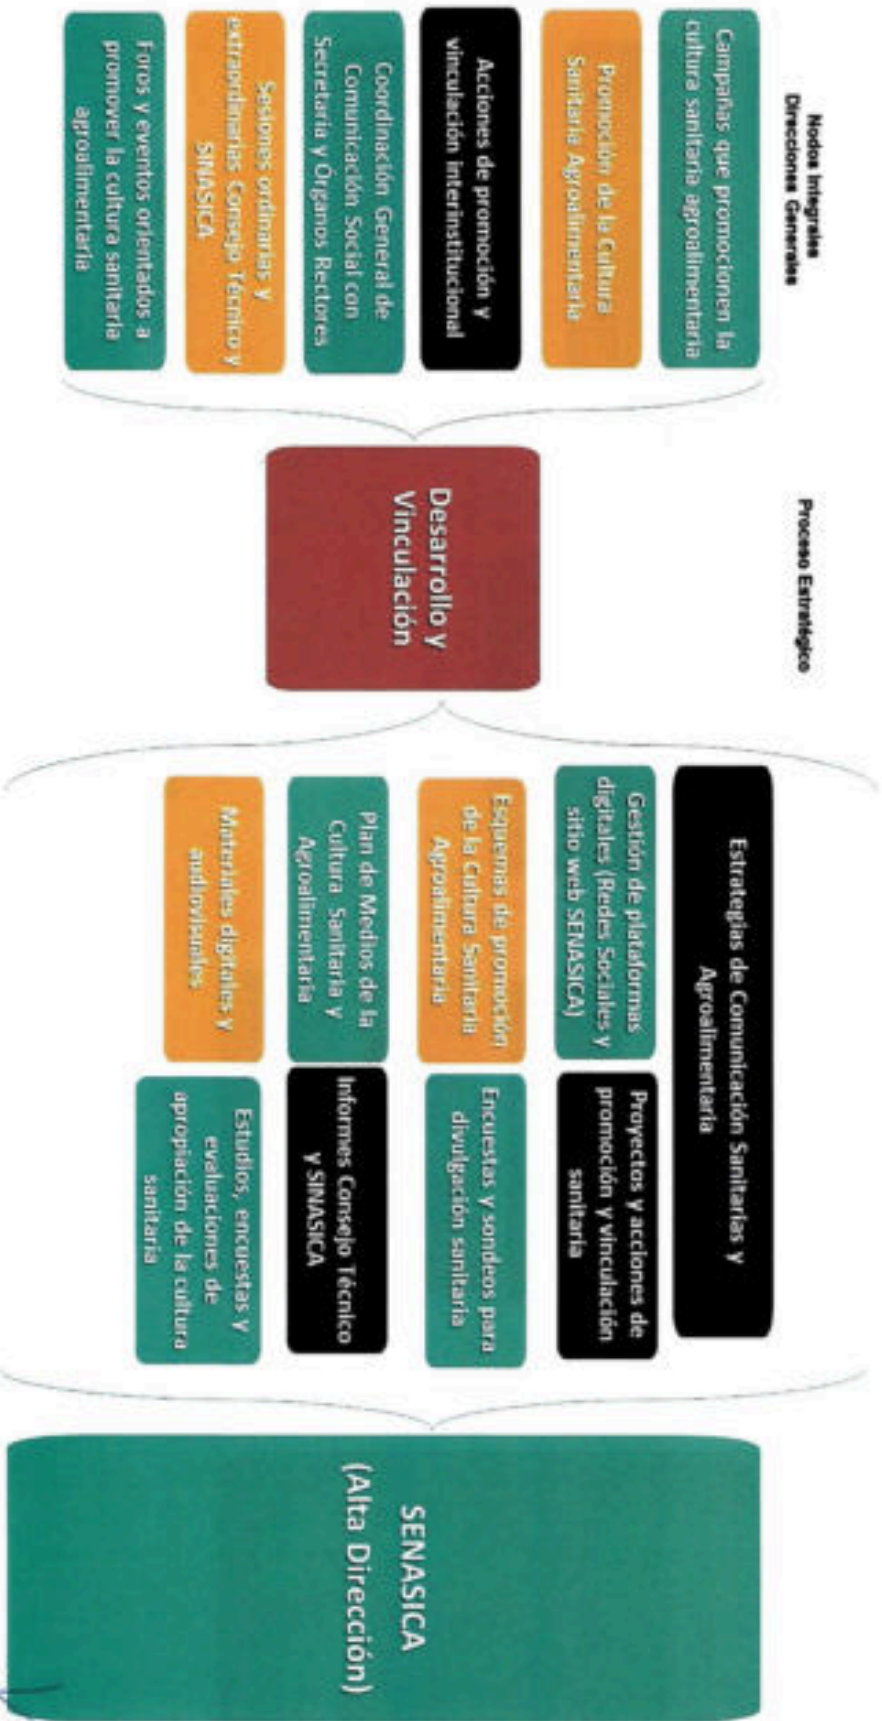 Nodos Integrales
Direcciones Generales
Proceso Estratégico
Campañas que promocionen la
cultura sanitaria agroalimentaria
Promoción de la Cultura
Sanitaria Agroalimentaria
Acciones de promoción y
vinculación interinstitucional
Coordinación General de
Comunicación Social con
Secretaría y Órganos Rectores
Sesiones ordinarias y
extraordinarias Consejo Técnico y
SINASICA
Foros y eventos orientados a
promover la cultura sanitaria
agroalimentaria
Desarrollo y
Vinculación
Estrategias de Comunicación Sanitarias y
Agroalimentaria
Gestión de plataformas
digitales (Redes Sociales y
sitio web SENASICA)
Proyectos y acciones de
promoción y vinculación
sanitaria
Esquemas de promoción
de la Cultura Sanitaria
Agroalimentaria
Encuestas y sondeos para
divulgación sanitaria
Plan de Medios de la
Cultura Sanitaria y
Agroalimentaria
Informes Consejo Técnico
y SINASICA
Materiales digitales y
audiovisuales
Estudios, encuestas y
evaluaciones de
apropiación de la cultura
sanitaria
SENASICA
(Alta Dirección)